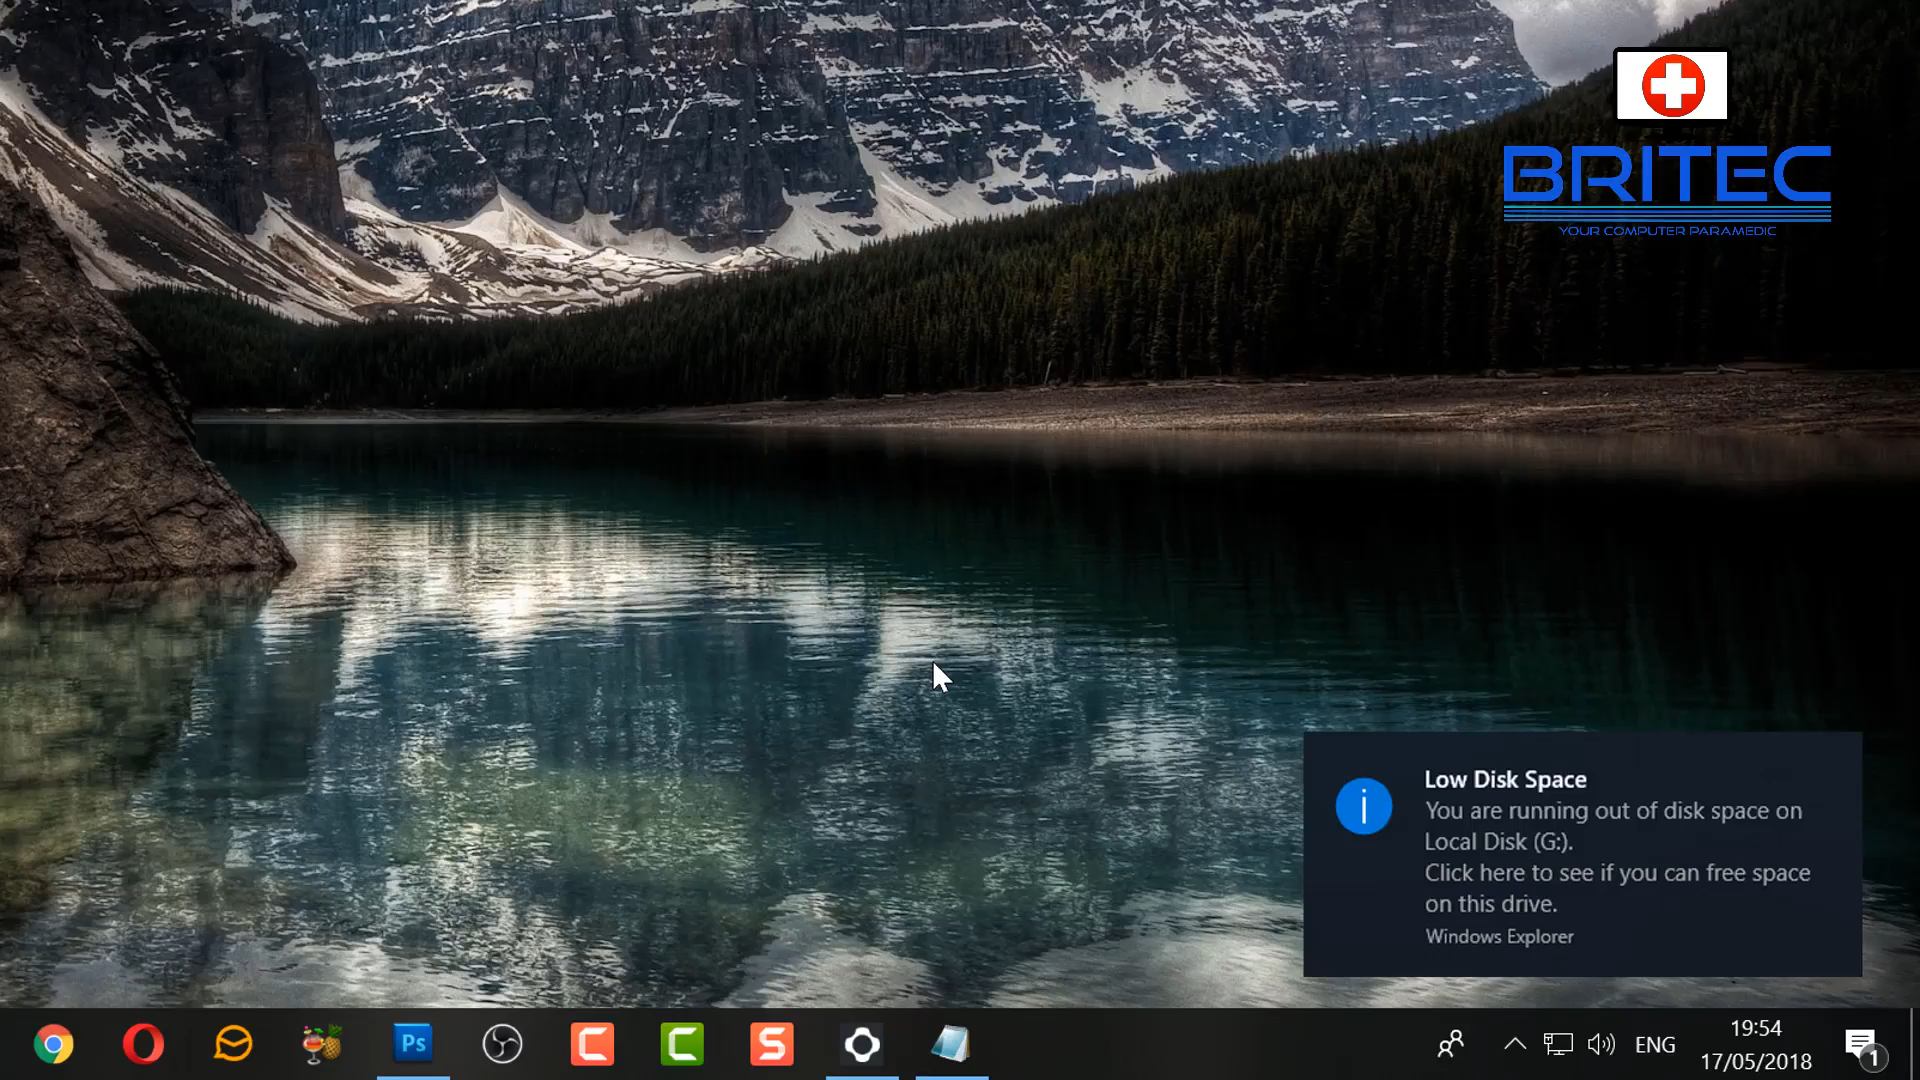 BRITEC
YOUR COMPUTER PARAMEDIC
Low Disk Space
You are running out of disk space on
Local Disk (G:).
Click here to see if you can free space
on this drive.
Windows Explorer
Ps
C
C
S
ENG
19:54
17/05/2018
1